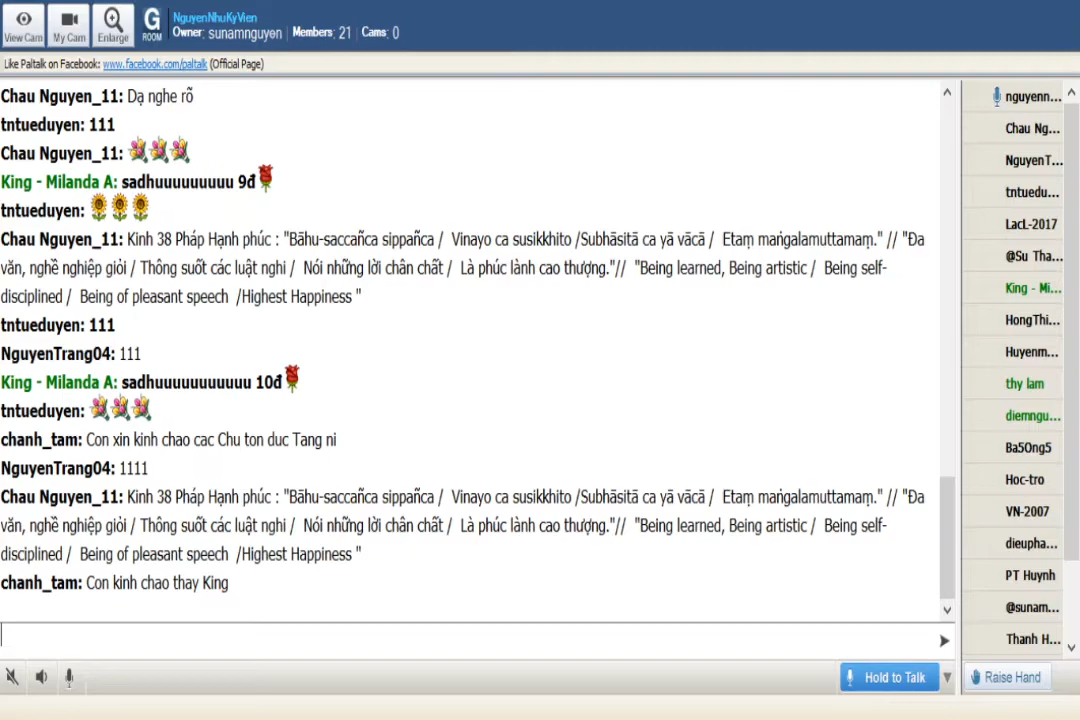 View Cam
My Cam
Enlarge
G
ROOM
NguyenNhuKyVien
Owner: sunamnguyen | Members: 21 | Cams: 0
Like Paltalk on Facebook: www.facebook.com/paltalk (Official Page)
Chau Nguyen_11: Dạ nghe rõ
tntueduyen: 111
Chau Nguyen_11:
King - Milanda A: sadhuuuuuuuuu 9đ
tntueduyen:
Chau Nguyen_11: Kinh 38 Pháp Hạnh phúc : "Bāhu-saccañca sippañca / Vinayo ca susikkhito /Subhāsitā ca yā vācā / Etaṃ maṅgalamuttamaṃ." // "Đa
văn, nghề nghiệp giỏi / Thông suốt các luật nghi / Nói những lời chân chất / Là phúc lành cao thượng."// "Being learned, Being artistic / Being self-
disciplined / Being of pleasant speech /Highest Happiness "
tntueduyen: 111
NguyenTrang04: 111
King - Milanda A: sadhuuuuuuuuuuu 10đ
tntueduyen:
chanh_tam: Con xin kinh chao cac Chu ton duc Tang ni
NguyenTrang04: 1111
Chau Nguyen_11: Kinh 38 Pháp Hạnh phúc : "Bāhu-saccañca sippañca / Vinayo ca susikkhito /Subhāsitā ca yā vācā / Etaṃ maṅgalamuttamaṃ." // "Đa
văn, nghề nghiệp giỏi / Thông suốt các luật nghi / Nói những lời chân chất / Là phúc lành cao thượng."// "Being learned, Being artistic / Being self-
disciplined / Being of pleasant speech /Highest Happiness "
chanh_tam: Con kinh chao thay King
nguyenn...
Chau Ng...
NguyenT...
tntuedu...
LacL-2017
@Su Tha...
King - Mi...
HongThi...
Huyenm...
thy lam
diemngu...
Ba5Ong5
Hoc-tro
VN-2007
dieupha...
PT Huynh
@sunam...
Thanh H...
Hold to Talk
Raise Hand